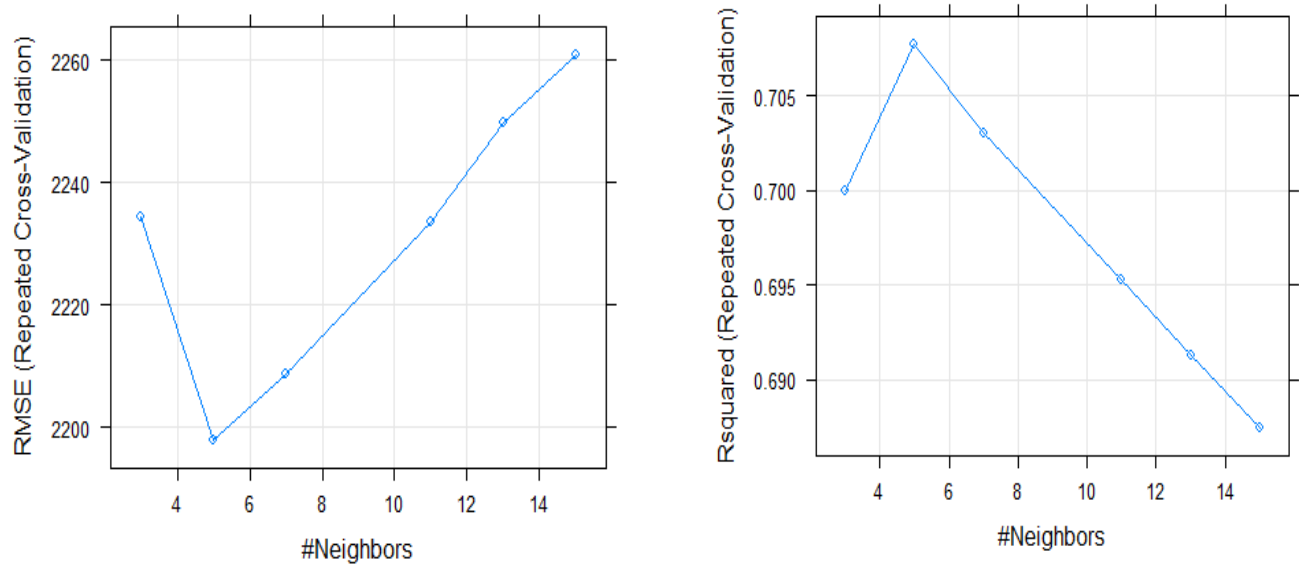 RMSE (Repeated Cross-Validation)
2260
2240
2220
2200
4 6 8 10 12 14
#Neighbors
Rsquared (Repeated Cross-Validation)
0.705
0.700
0.695
0.690
4 6 8 10 12 14
#Neighbors